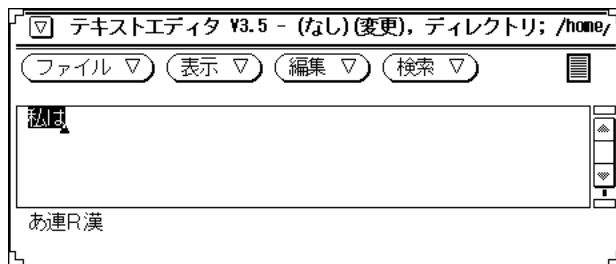 テキストエディタ V3.5 - (なし)(変更), ディレクトリ; /home/
ファイル ▽ 表示 ▽ 編集 ▽ 検索 ▽
私は
あ連R漢